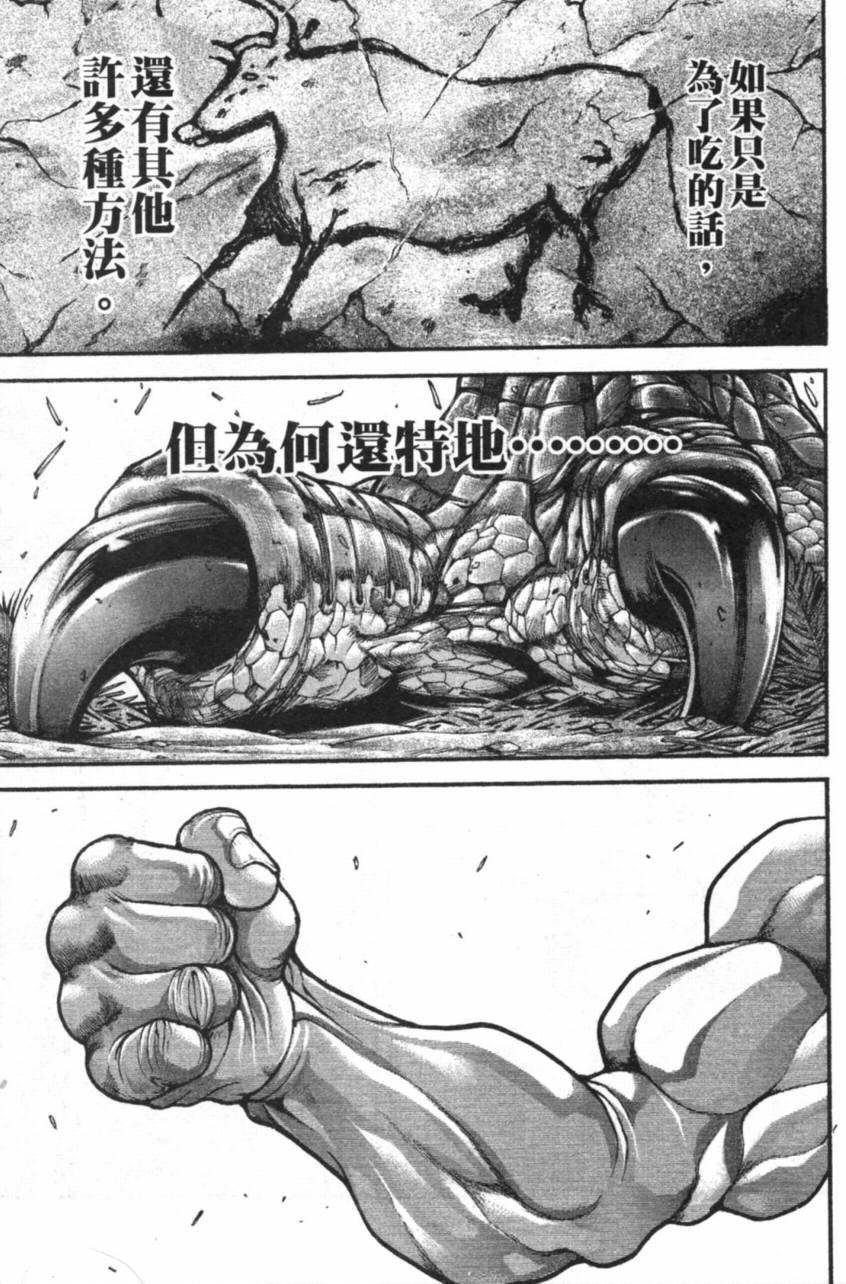 如果只是
為了吃的話，
還有其他
許多種方法。
但為何還特地………